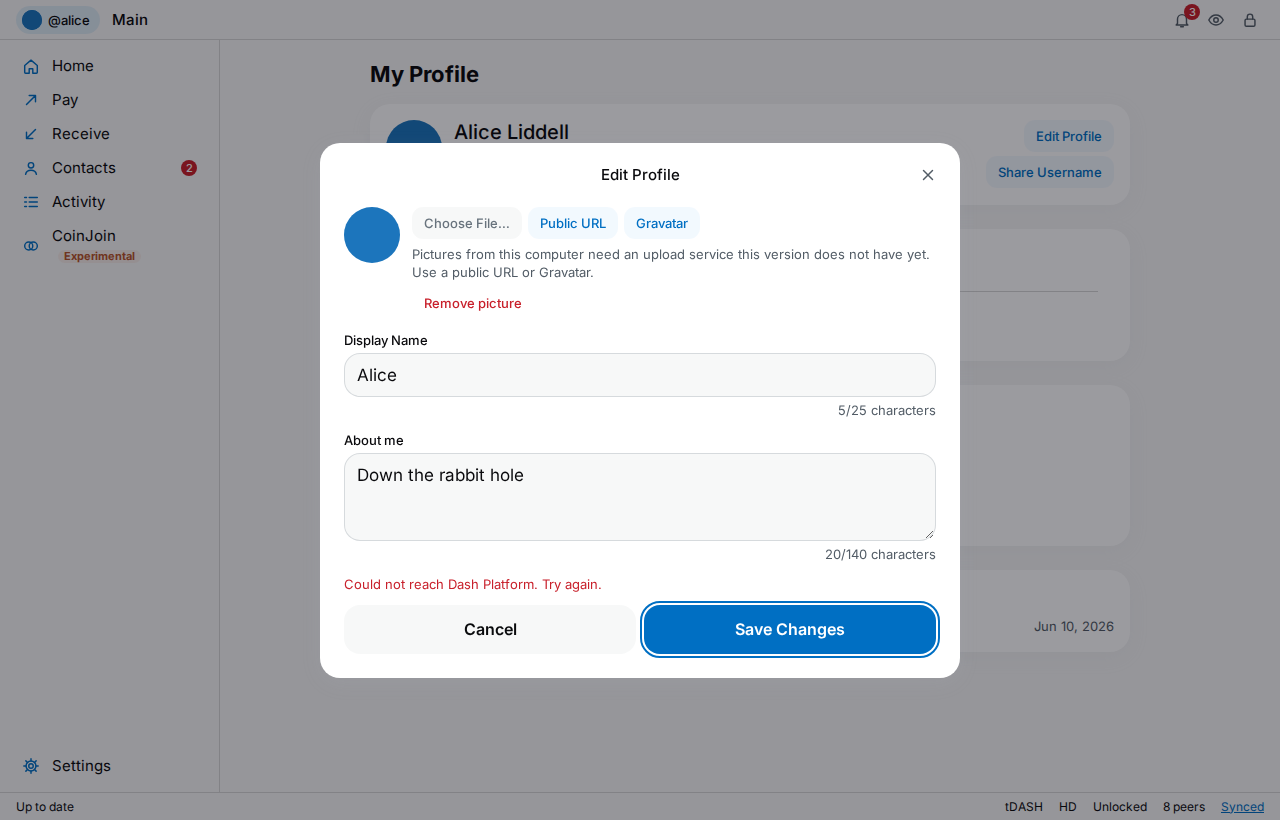 @alice
Main
3
Home
Pay
Receive
Contacts
2
Activity
CoinJoin
Experimental
Settings
My Profile
Alice Liddell
Edit Profile
Share Username
Edit Profile
Choose File...
Public URL
Gravatar
Pictures from this computer need an upload service this version does not have yet.
Use a public URL or Gravatar.
Remove picture
Display Name
Alice
5/25 characters
About me
Down the rabbit hole
20/140 characters
Could not reach Dash Platform. Try again.
Cancel
Save Changes
Jun 10, 2026
Up to date
tDASH
HD
Unlocked
8 peers
Synced